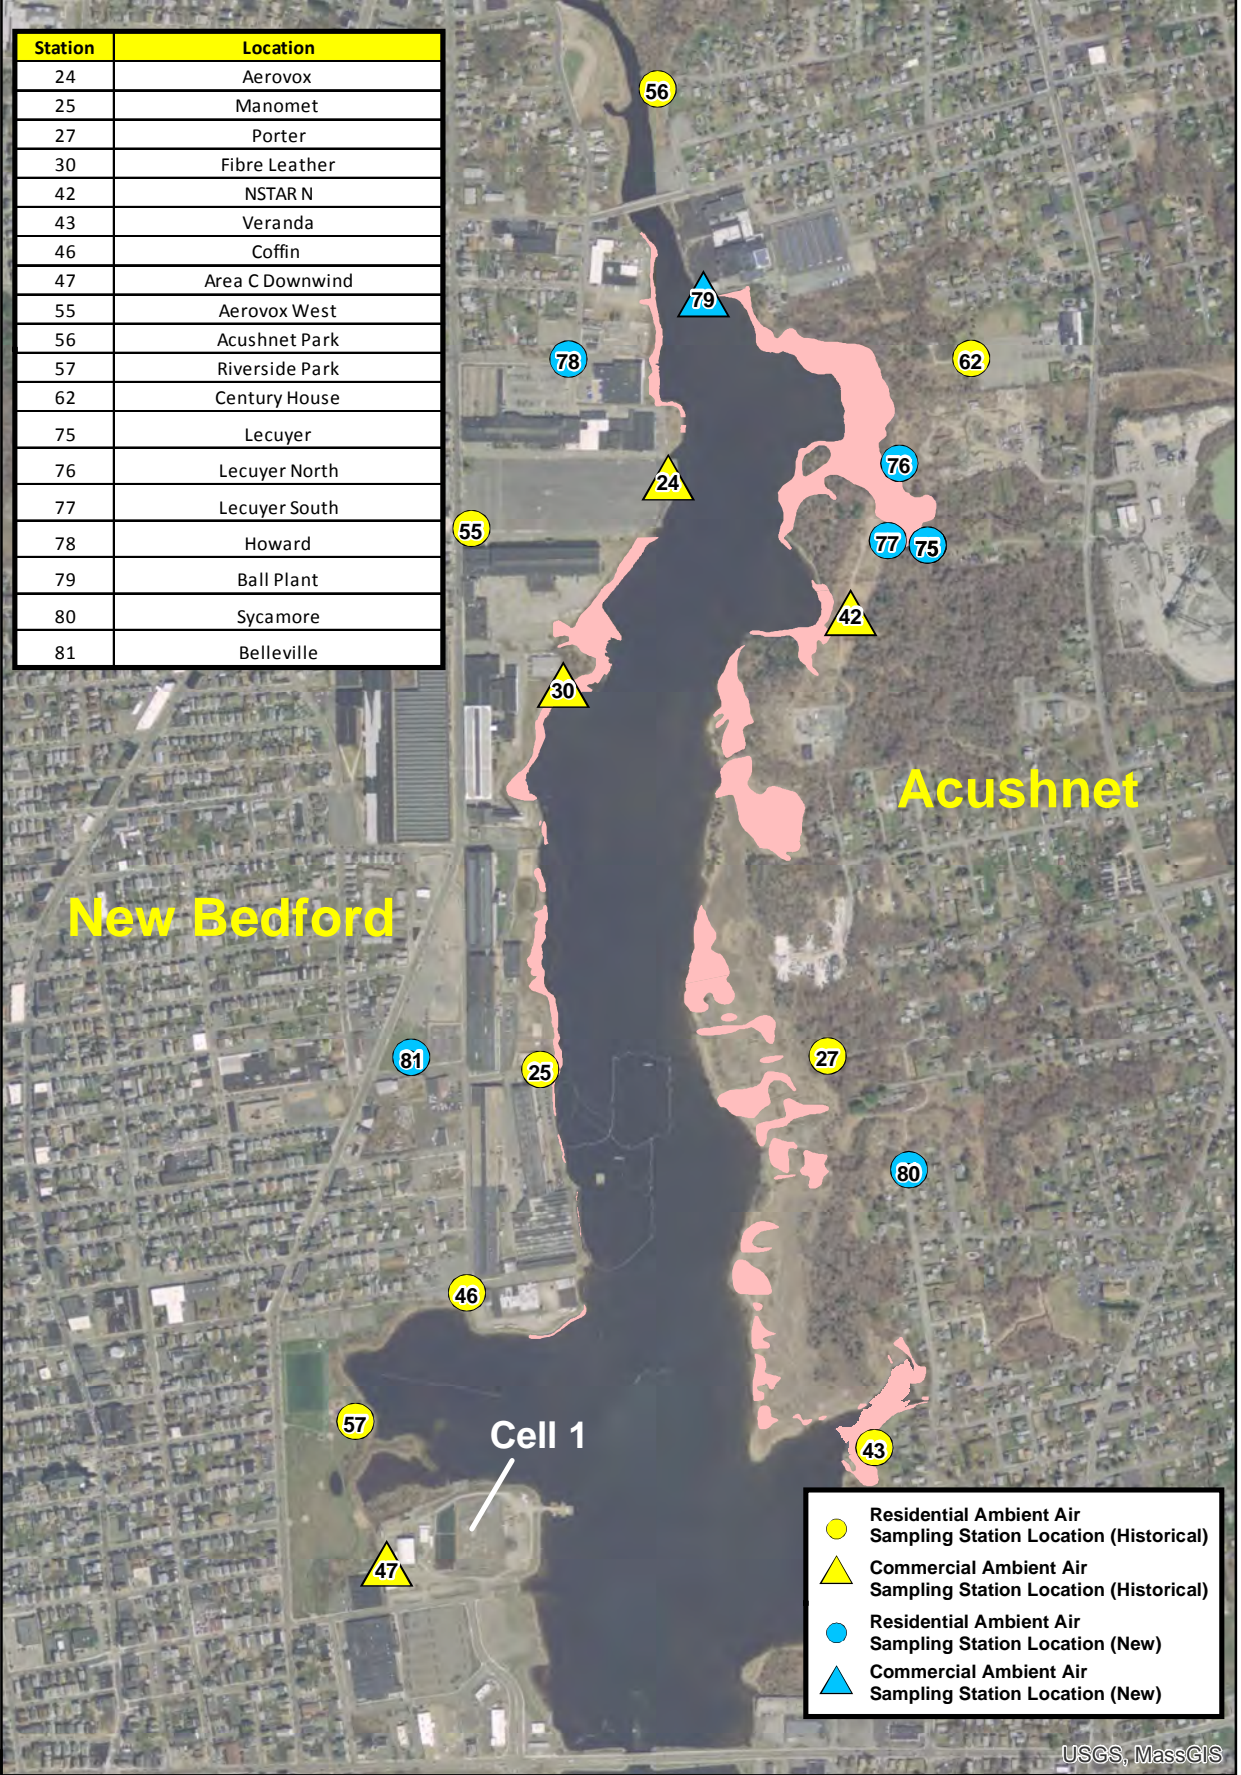 Station Location
24 Aerovox
25 Manomet
27 Porter
30 Fibre Leather
42 NSTAR N
43 Veranda
46 Coffin
47 Area C Downwind
55 Aerovox West
56 Acushnet Park
57 Riverside Park
62 Century House
75 Lecuyer
76 Lecuyer North
77 Lecuyer South
78 Howard
79 Ball Plant
80 Sycamore
81 Belleville
56
79
78
62
76
24
55
77
75
42
30
Acushnet
New Bedford
81
25
27
80
46
57
Cell 1
43
47
Residential Ambient Air
Sampling Station Location (Historical)
Commercial Ambient Air
Sampling Station Location (Historical)
Residential Ambient Air
Sampling Station Location (New)
Commercial Ambient Air
Sampling Station Location (New)
USGS, MassGIS